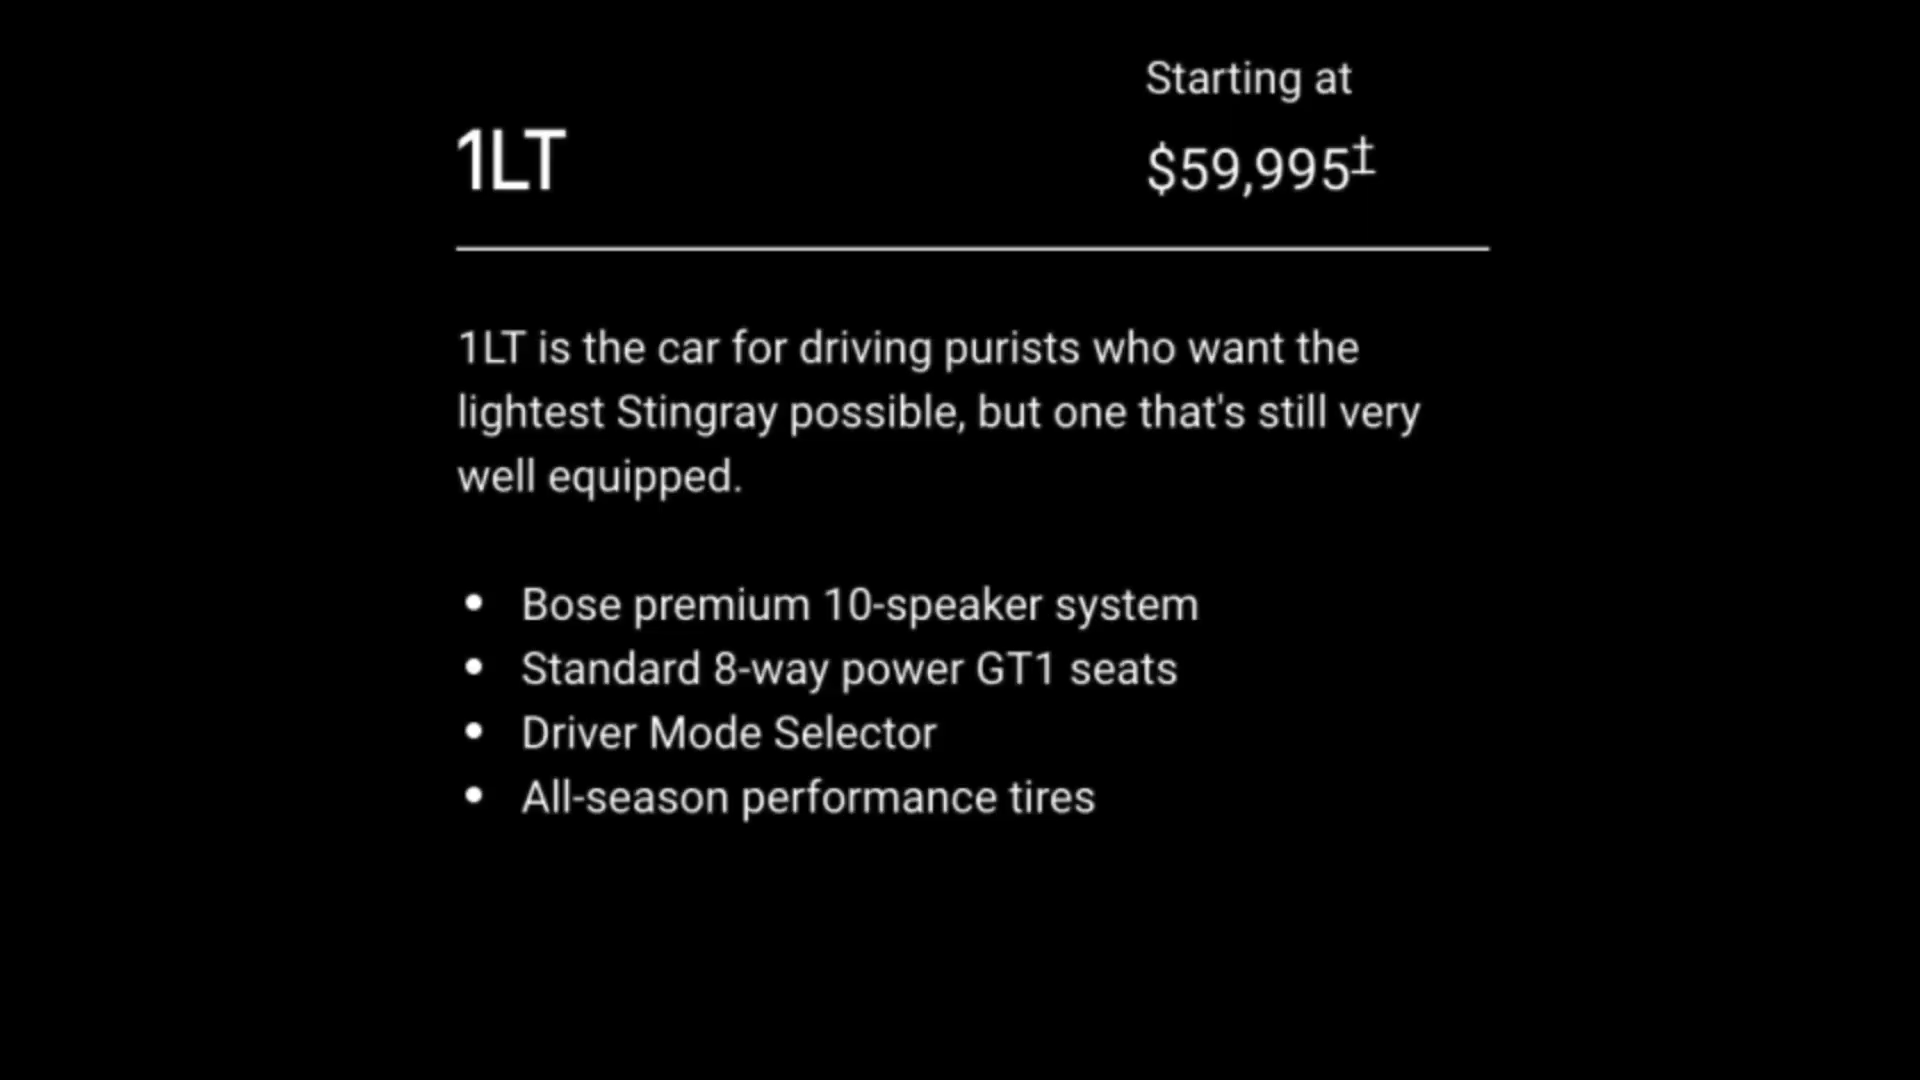 Starting at
1LT
$59,995‡
1LT is the car for driving purists who want the
lightest Stingray possible, but one that's still very
well equipped.
• Bose premium 10-speaker system
• Standard 8-way power GT1 seats
• Driver Mode Selector
• All-season performance tires